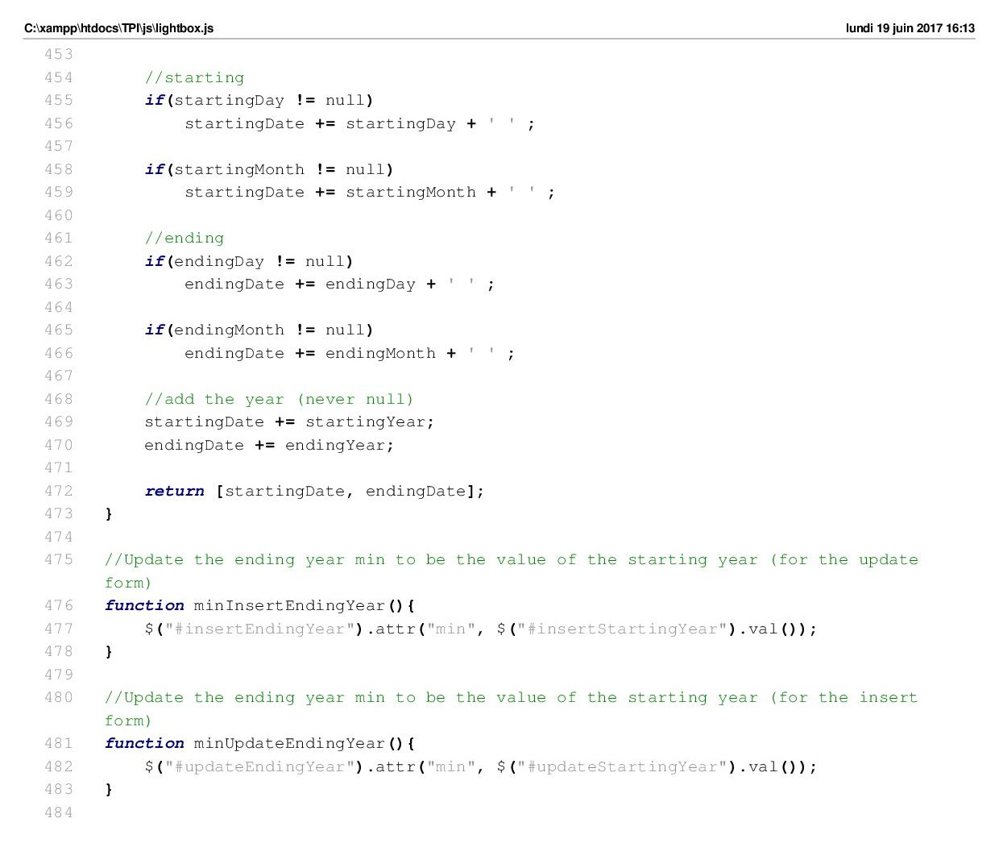 C:\xampp\htdocs\TPI\js\lightbox.js lundi 19 juin 2017 16:13
453
454 //starting
455 if(startingDay != null)
456 startingDate += startingDay + ' ' ;
457
458 if(startingMonth != null)
459 startingDate += startingMonth + ' ' ;
460
461 //ending
462 if(endingDay != null)
463 endingDate += endingDay + ' ' ;
464
465 if(endingMonth != null)
466 endingDate += endingMonth + ' ' ;
467
468 //add the year (never null)
469 startingDate += startingYear;
470 endingDate += endingYear;
471
472 return [startingDate, endingDate];
473 }
474
475 //Update the ending year min to be the value of the starting year (for the update
form)
476 function minInsertEndingYear(){
477 $("#insertEndingYear").attr("min", $("#insertStartingYear").val());
478 }
479
480 //Update the ending year min to be the value of the starting year (for the insert
form)
481 function minUpdateEndingYear(){
482 $("#updateEndingYear").attr("min", $("#updateStartingYear").val());
483 }
484